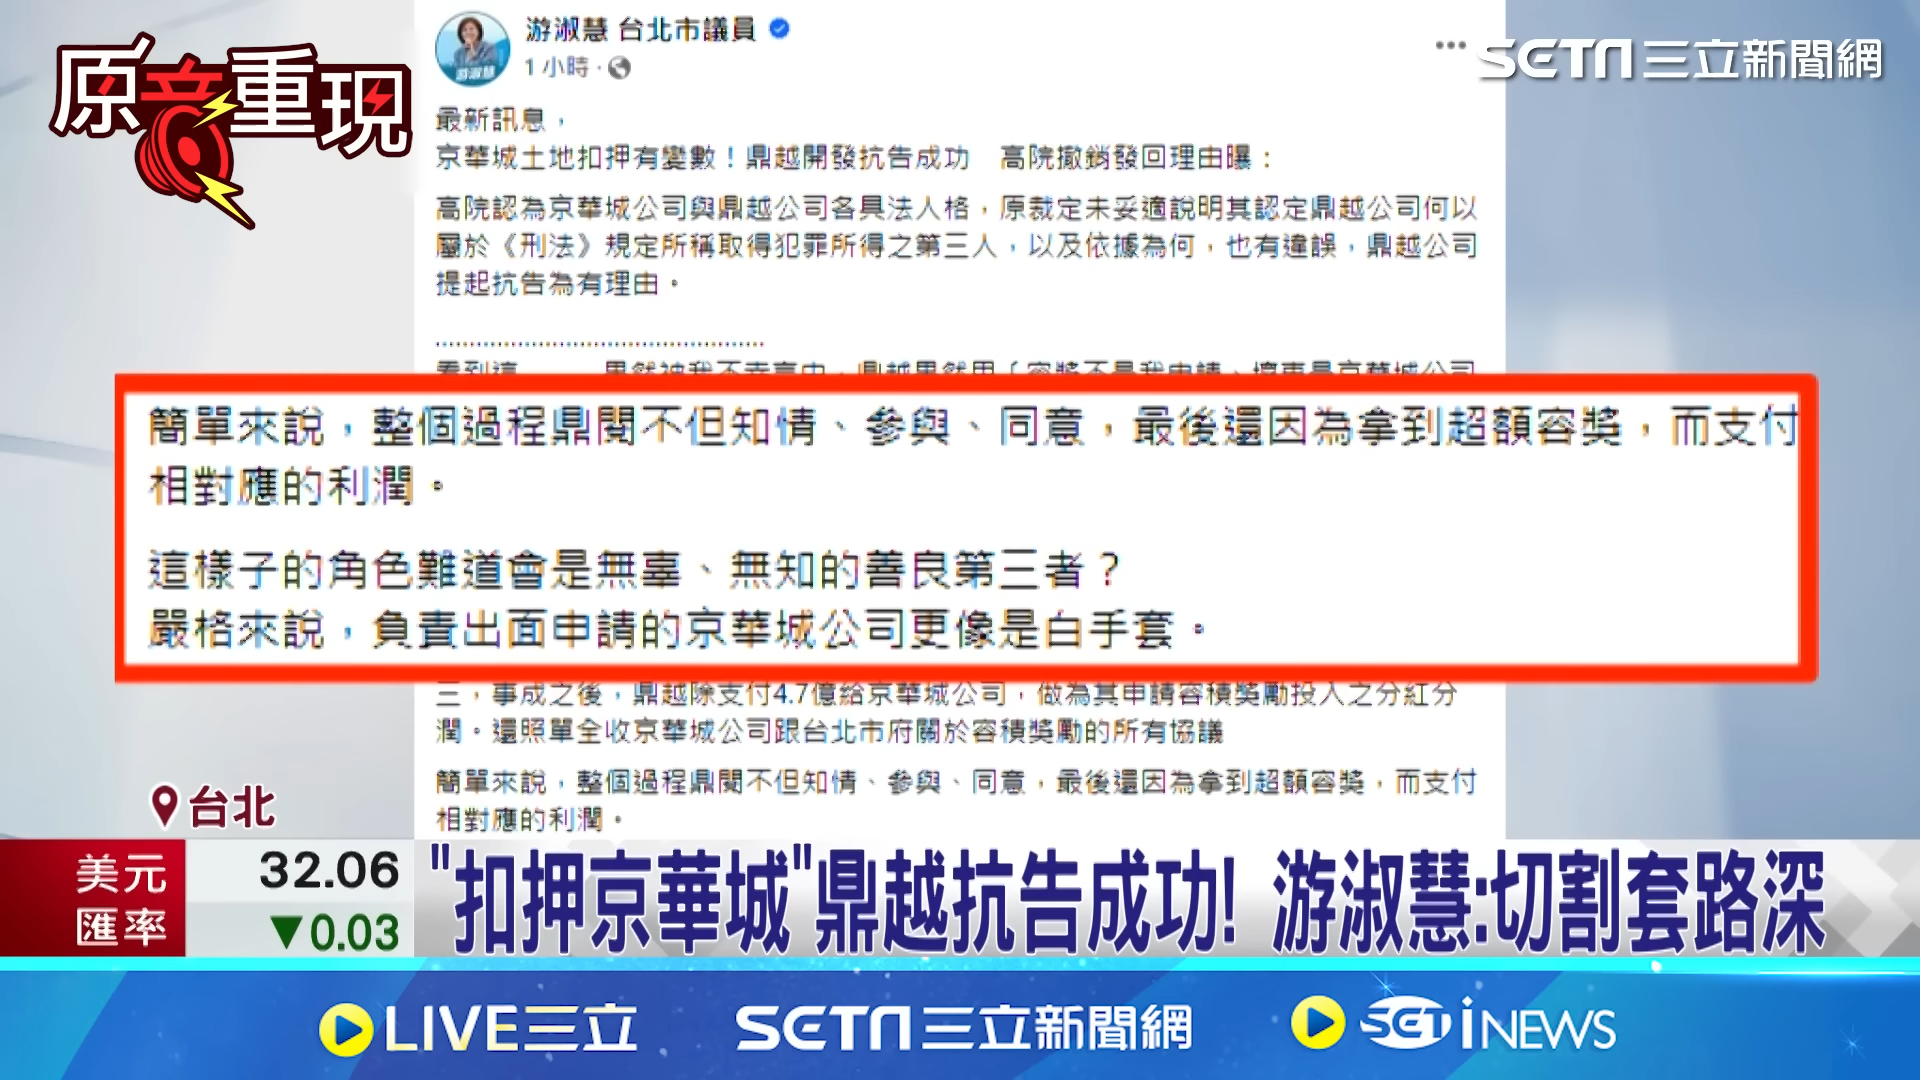 原音重現
游淑慧 台北市議員
1 小時
SETN三立新聞網
最新訊息，
京華城土地扣押有變數！鼎越開發抗告成功　高院撤銷發回理由曝：
高院認為京華城公司與鼎越公司各具法人格，原裁定未妥適說明其認定鼎越公司何以
屬於《刑法》規定所稱取得犯罪所得之第三人，以及依據為何，也有違誤，鼎越公司
提起抗告為有理由。
簡單來說，整個過程鼎閱不但知情、參與、同意，最後還因為拿到超額容獎，而支付
相對應的利潤。
這樣子的角色難道會是無辜、無知的善良第三者？
嚴格來說，負責出面申請的京華城公司更像是白手套。
三，事成之後，鼎越除支付4.7億給京華城公司，做為其申請容積獎勵投入之分紅分
潤。還照單全收京華城公司跟台北市府關於容積獎勵的所有協議
簡單來說，整個過程鼎閱不但知情、參與、同意，最後還因為拿到超額容獎，而支付
相對應的利潤。
台北
美元
匯率
32.06
▼0.03
"扣押京華城"鼎越抗告成功! 游淑慧:切割套路深
LIVE三立
SETN三立新聞網
SET iNEWS